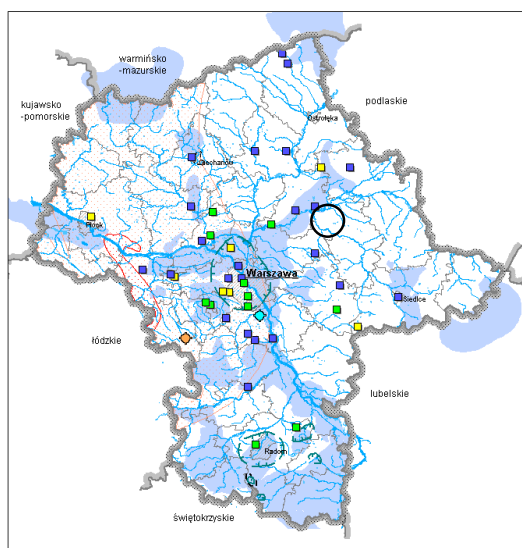 warmińsko
-mazurskie
podlaskie
kujawsko
-pomorskie
Ostrołęka
Ciechanów
Płock
Warszawa
Siedlce
łódzkie
lubelskie
Radom
świętokrzyskie